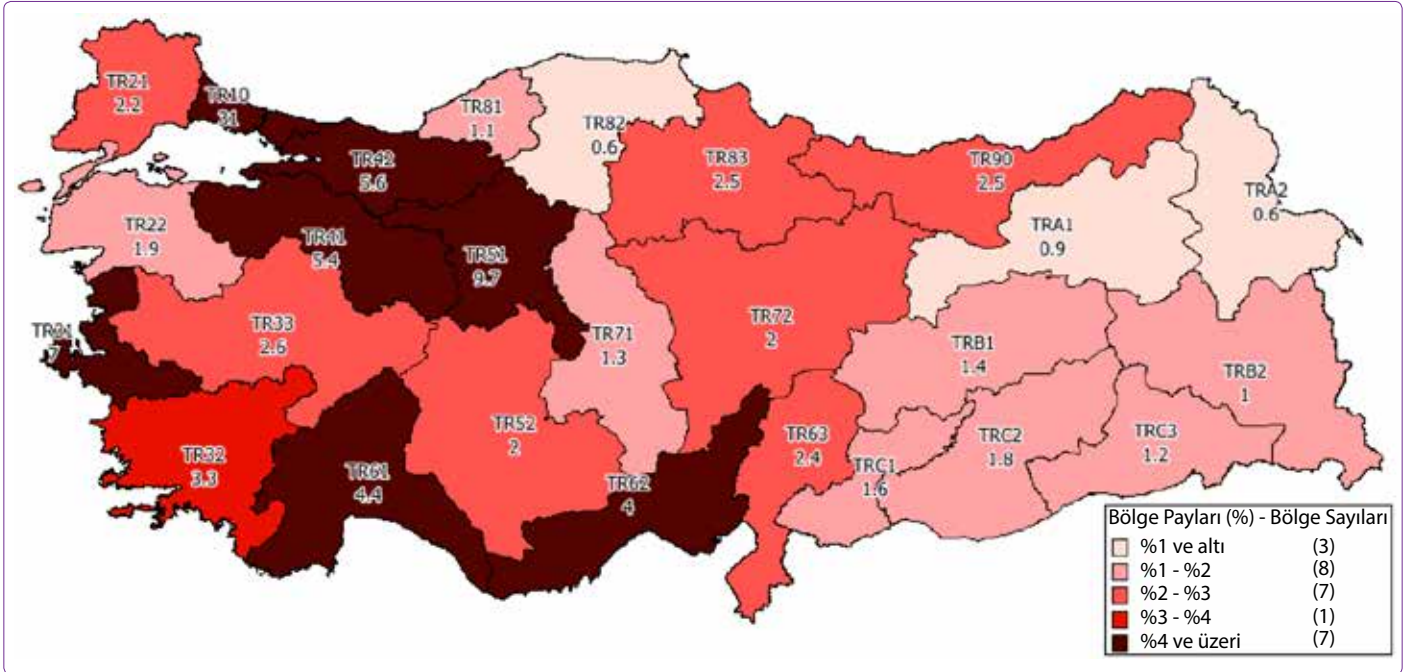 TR21
2.2
TR10
31
TR81
1.1
TR82
0.6
TR42
5.6
TR83
2.5
TR90
2.5
TRA2
0.6
TR22
1.9
TR41
5.4
TR51
9.7
TRA1
0.9
TR31
7
TR33
2.6
TR71
1.3
TR72
2
TRB1
1.4
TRB2
1
TR32
3.3
TR52
2
TR63
2.4
TRC2
1.8
TRC3
1.2
TR61
4.4
TR62
4
TRC1
1.6
Bölge Payları (%) - Bölge Sayıları
%1 ve altı (3)
%1 - %2 (8)
%2 - %3 (7)
%3 - %4 (1)
%4 ve üzeri (7)